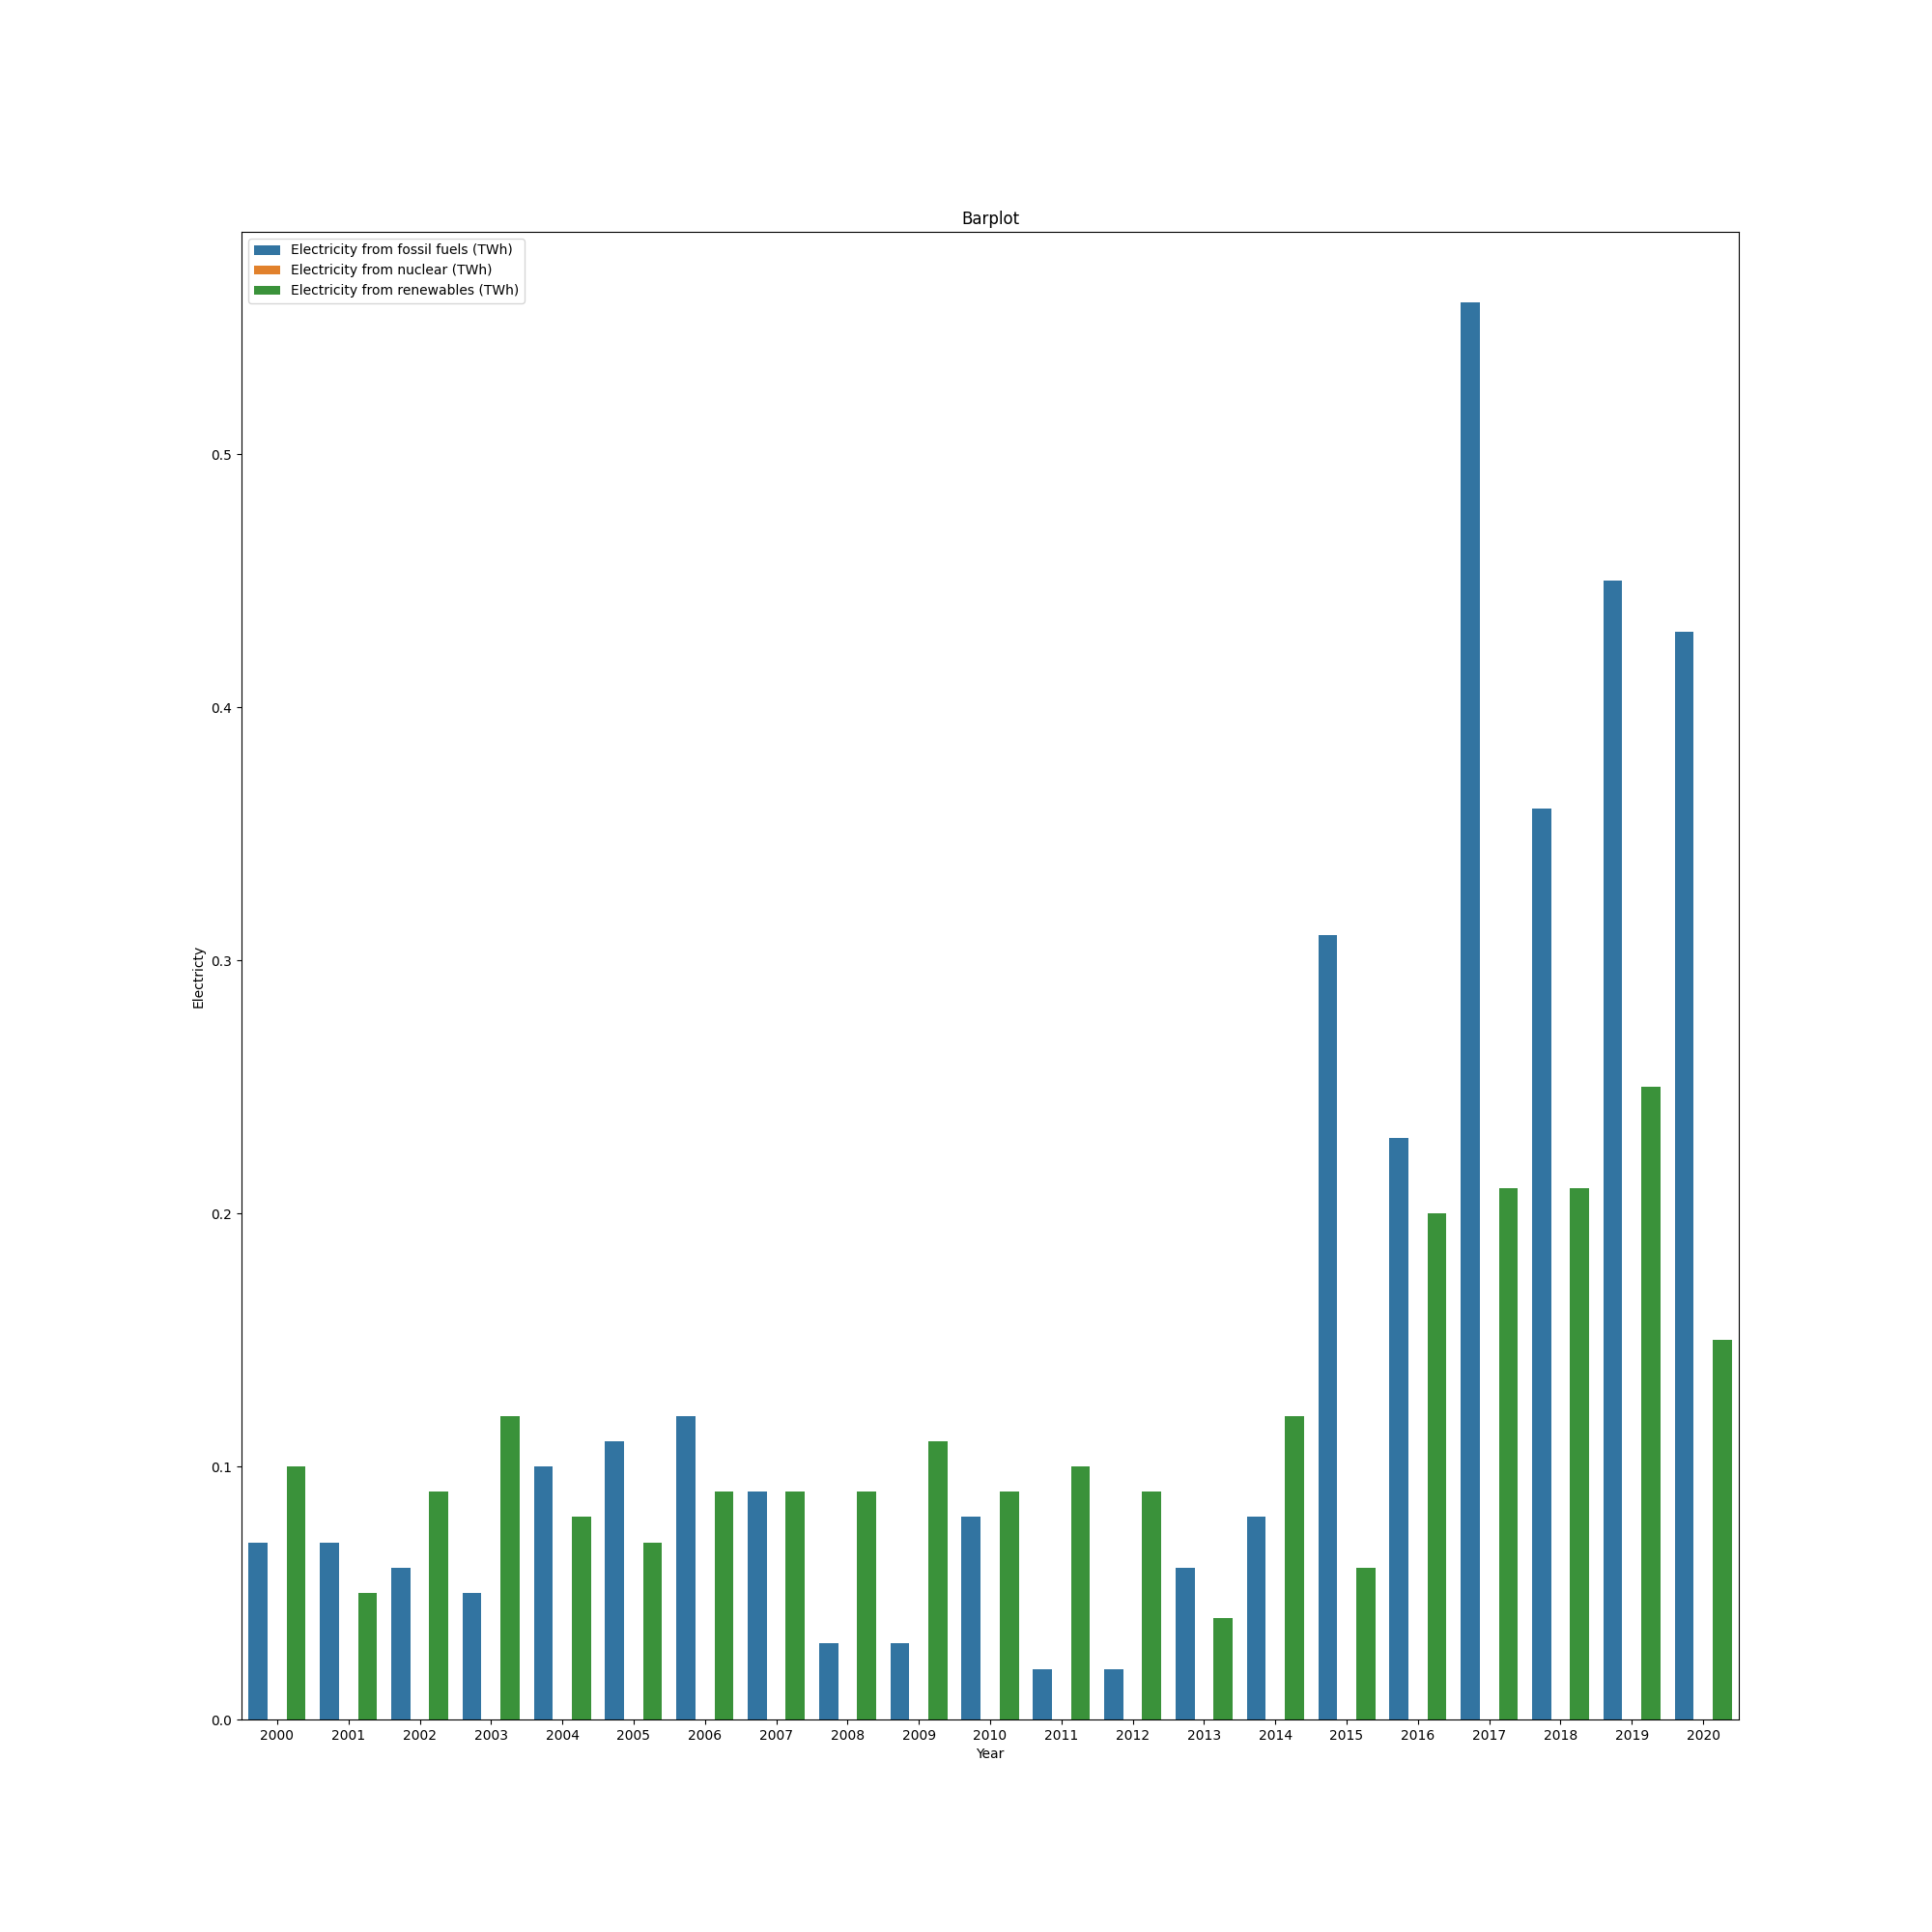 Barplot
Electricity from fossil fuels (TWh)
Electricity from nuclear (TWh)
Electricity from renewables (TWh)
0.5
0.4
0.3
0.2
0.1
0.0
Electricty
2000 2001 2002 2003 2004 2005 2006 2007 2008 2009 2010 2011 2012 2013 2014 2015 2016 2017 2018 2019 2020
Year